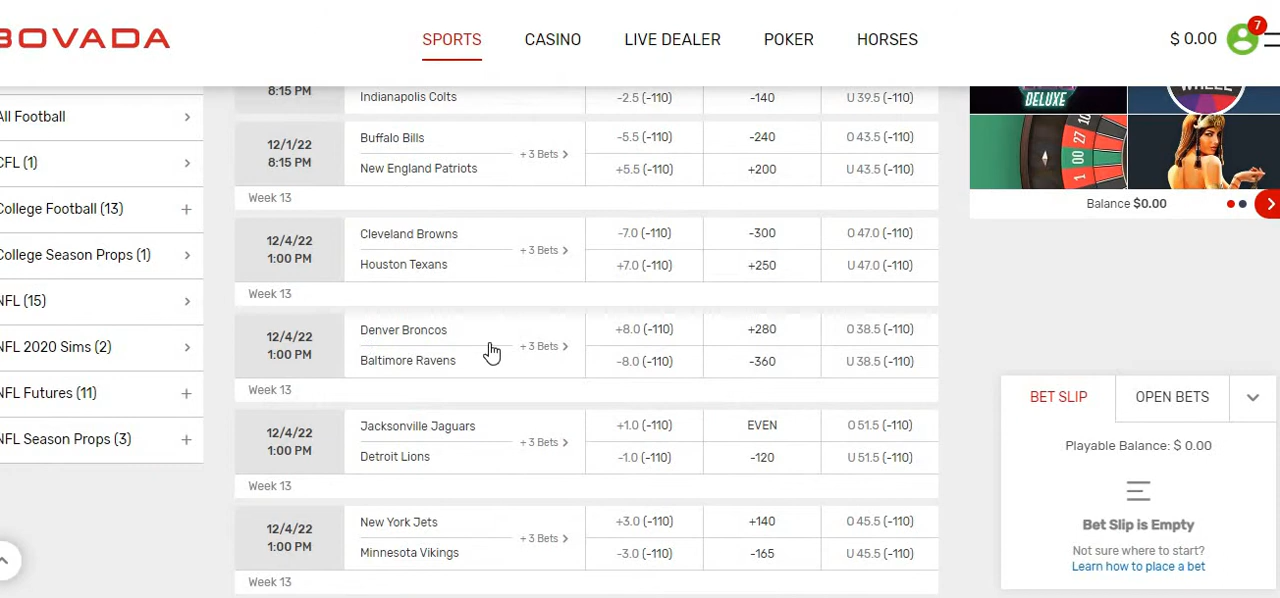 BOVADA
SPORTS
CASINO
LIVE DEALER
POKER
HORSES
$ 0.00
7
All Football
CFL (1)
College Football (13)
College Season Props (1)
NFL (15)
NFL 2020 Sims (2)
NFL Futures (11)
NFL Season Props (3)
8:15 PM
Indianapolis Colts
-2.5 (-110)
-140
U 39.5 (-110)
12/1/22
8:15 PM
Buffalo Bills
New England Patriots
+ 3 Bets
-5.5 (-110)
-240
O 43.5 (-110)
+5.5 (-110)
+200
U 43.5 (-110)
Week 13
12/4/22
1:00 PM
Cleveland Browns
Houston Texans
+ 3 Bets
-7.0 (-110)
-300
O 47.0 (-110)
+7.0 (-110)
+250
U 47.0 (-110)
Week 13
12/4/22
1:00 PM
Denver Broncos
Baltimore Ravens
+ 3 Bets
+8.0 (-110)
+280
O 38.5 (-110)
-8.0 (-110)
-360
U 38.5 (-110)
Week 13
12/4/22
1:00 PM
Jacksonville Jaguars
Detroit Lions
+ 3 Bets
+1.0 (-110)
EVEN
O 51.5 (-110)
-1.0 (-110)
-120
U 51.5 (-110)
Week 13
12/4/22
1:00 PM
New York Jets
Minnesota Vikings
+ 3 Bets
+3.0 (-110)
+140
O 45.5 (-110)
-3.0 (-110)
-165
U 45.5 (-110)
Week 13
DELUXE
WHEEL
10
27
00
1
Balance $0.00
BET SLIP
OPEN BETS
Playable Balance: $ 0.00
Bet Slip is Empty
Not sure where to start?
Learn how to place a bet